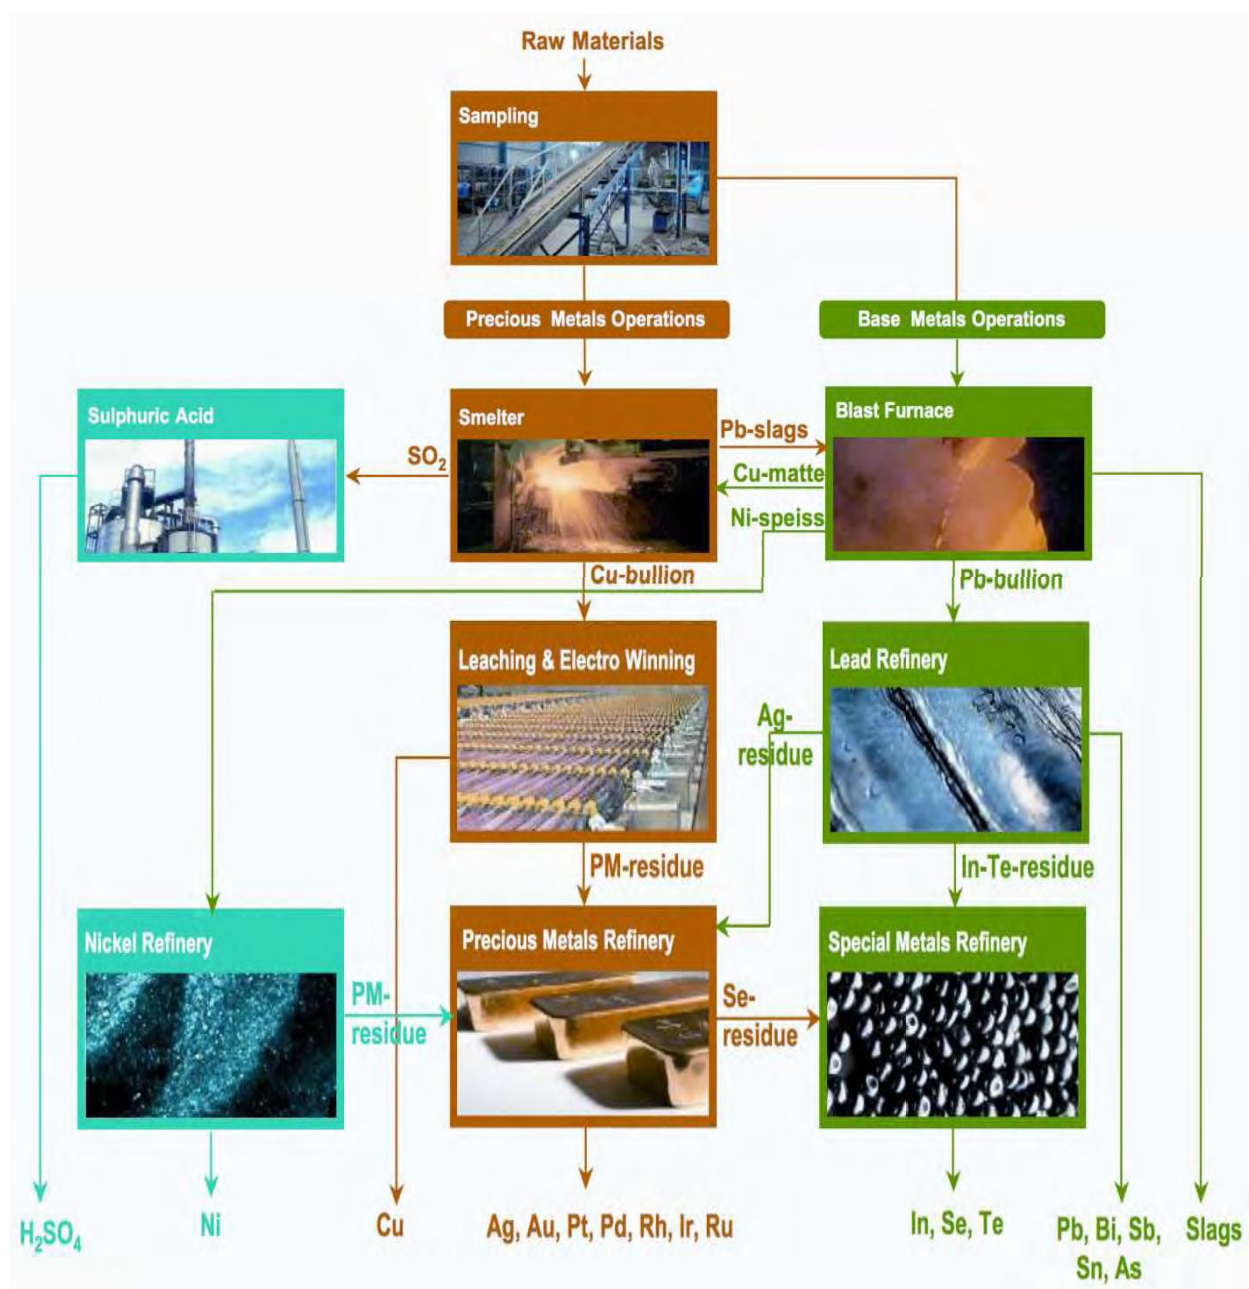 Raw Materials
Sampling
Precious Metals Operations
Base Metals Operations
Sulphuric Acid
Smelter
Blast Furnace
SO₂
Pb-slags
Cu-matte
Ni-speiss
Cu-bullion
Pb-bullion
Leaching & Electro Winning
Lead Refinery
Ag-
residue
PM-residue
In-Te-residue
Nickel Refinery
Precious Metals Refinery
Special Metals Refinery
PM-
residue
Se-
residue
H₂SO₄
Ni
Cu
Ag, Au, Pt, Pd, Rh, Ir, Ru
In, Se, Te
Pb, Bi, Sb,
Sn, As
Slags